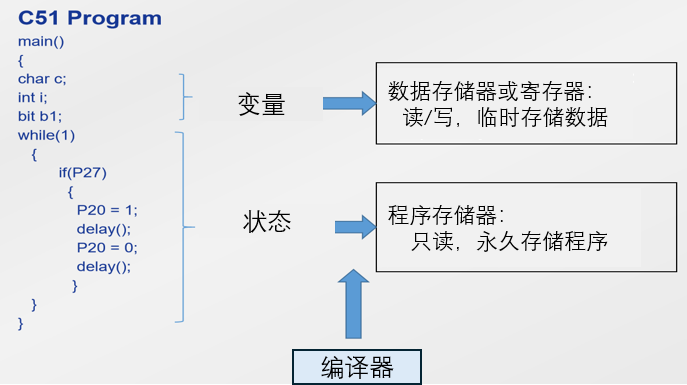 C51 Program
main()
{
char c;
int i;
bit b1;
while(1)
{
if(P27)
{
P20 = 1;
delay();
P20 = 0;
delay();
}
}
}
变量
数据存储器或寄存器：
读/写，临时存储数据
状态
程序存储器：
只读，永久存储程序
编译器